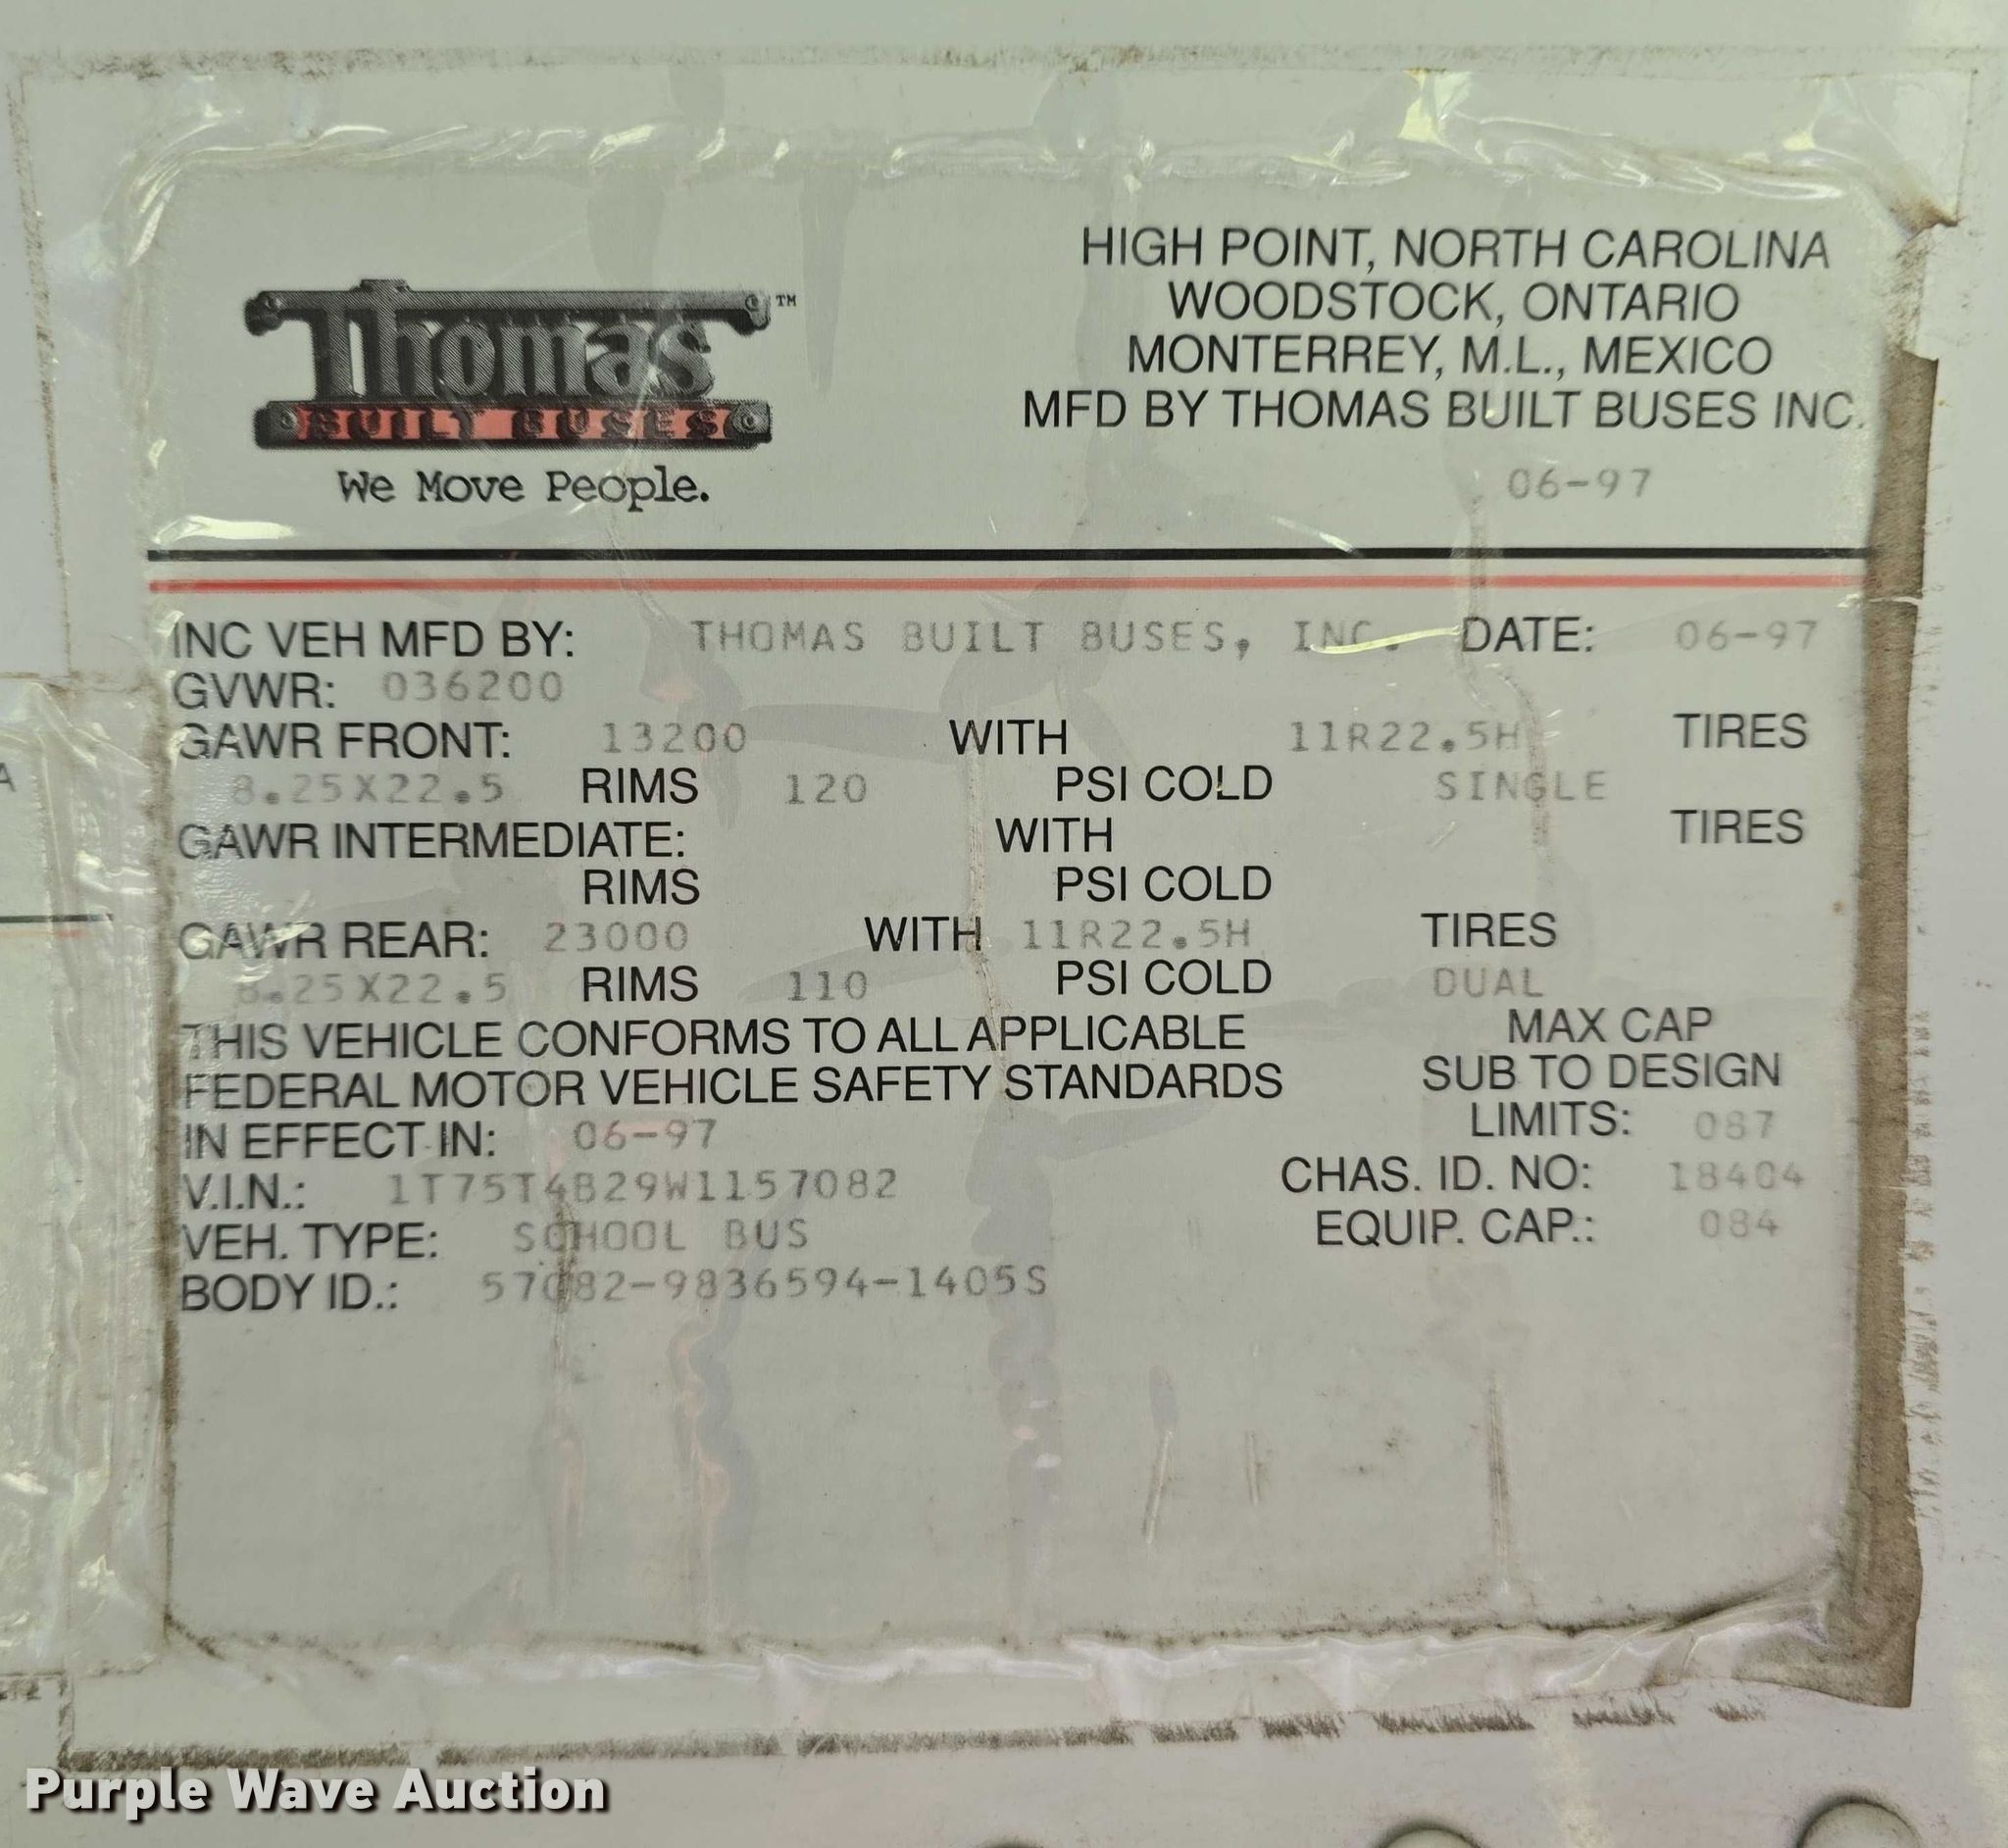 Thomas™
BUILT BUSES
We Move People.
HIGH POINT, NORTH CAROLINA
WOODSTOCK, ONTARIO
MONTERREY, M.L., MEXICO
MFD BY THOMAS BUILT BUSES INC.
06-97
INC VEH MFD BY: THOMAS BUILT BUSES, INC. DATE: 06-97
GVWR: 036200
GAWR FRONT: 13200 WITH 11R22.5H TIRES
8.25X22.5 RIMS 120 PSI COLD SINGLE
GAWR INTERMEDIATE: WITH TIRES
RIMS PSI COLD
GAWR REAR: 23000 WITH 11R22.5H TIRES
8.25X22.5 RIMS 110 PSI COLD DUAL
THIS VEHICLE CONFORMS TO ALL APPLICABLE
FEDERAL MOTOR VEHICLE SAFETY STANDARDS
IN EFFECT IN: 06-97
MAX CAP
SUB TO DESIGN
LIMITS: 087
V.I.N.: 1T75T4B29W1157082
CHAS. ID. NO: 18404
VEH. TYPE: SCHOOL BUS
EQUIP. CAP.: 084
BODY ID.: 57082-9836594-1405S
Purple Wave Auction